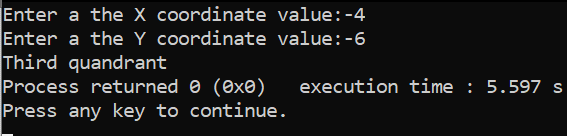 Enter a the X coordinate value:-4
Enter a the Y coordinate value:-6
Third quandrant
Process returned 0 (0x0)   execution time : 5.597 s
Press any key to continue.